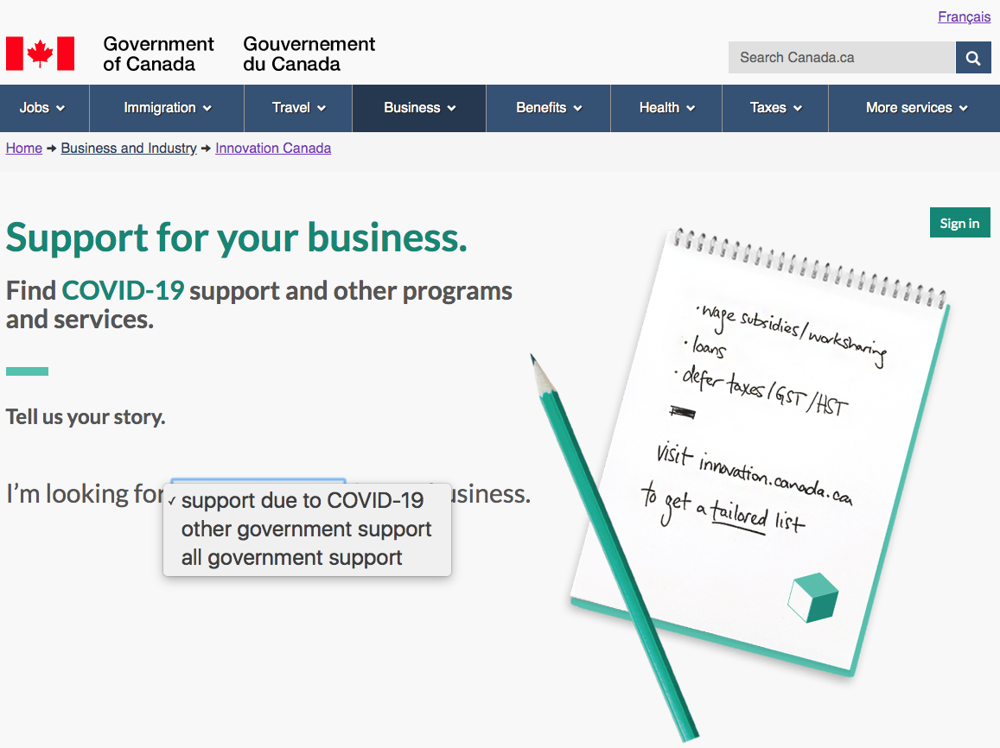 Français
Government of Canada
Gouvernement du Canada
Search Canada.ca
Jobs Immigration Travel Business Benefits Health Taxes More services
Home Business and Industry Innovation Canada
Sign in
Support for your business.
Find COVID-19 support and other programs
and services.
Tell us your story.
I'm looking for
support due to COVID-19
other government support
all government support
business.
· wage subsidies/worksharing
· loans
· defer taxes/GST/HST
visit innovation.canada.ca
to get a tailored list